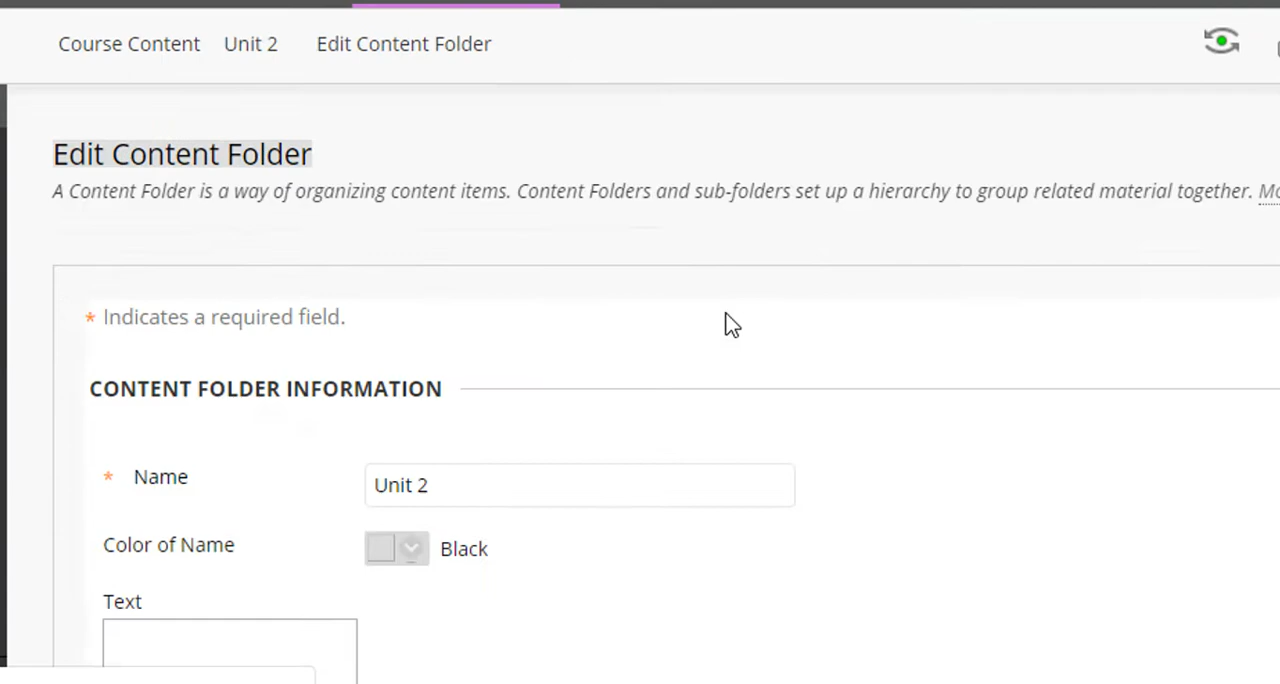 Course Content Unit 2 Edit Content Folder
Edit Content Folder
A Content Folder is a way of organizing content items. Content Folders and sub-folders set up a hierarchy to group related material together.
* Indicates a required field.
CONTENT FOLDER INFORMATION
* Name Unit 2
Color of Name Black
Text